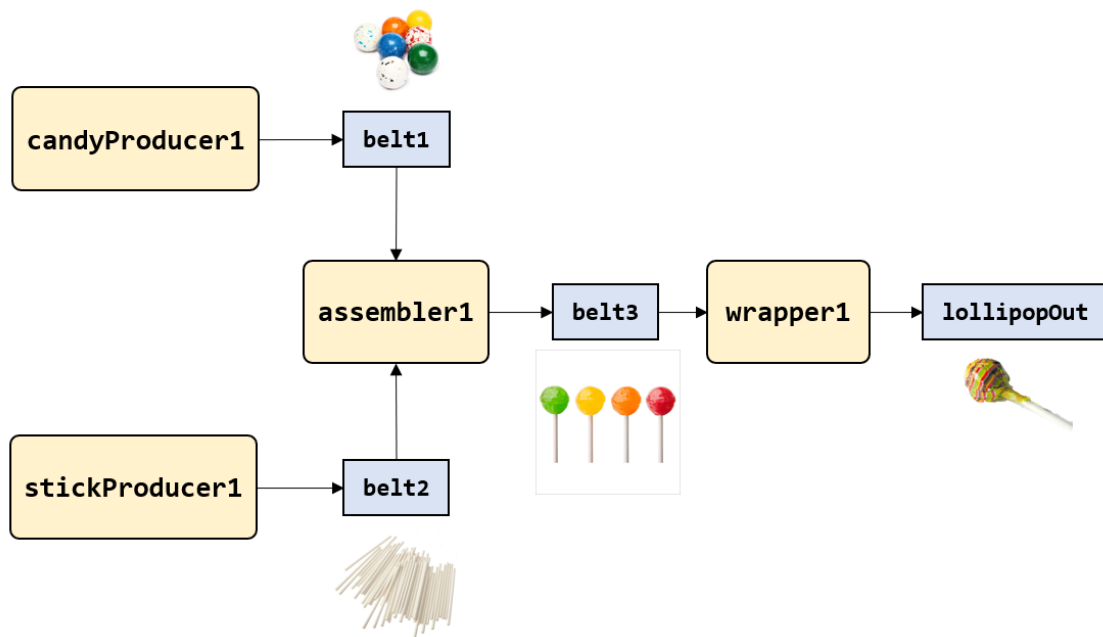 candyProducer1
belt1
assembler1
belt3
wrapper1
lollipopOut
stickProducer1
belt2